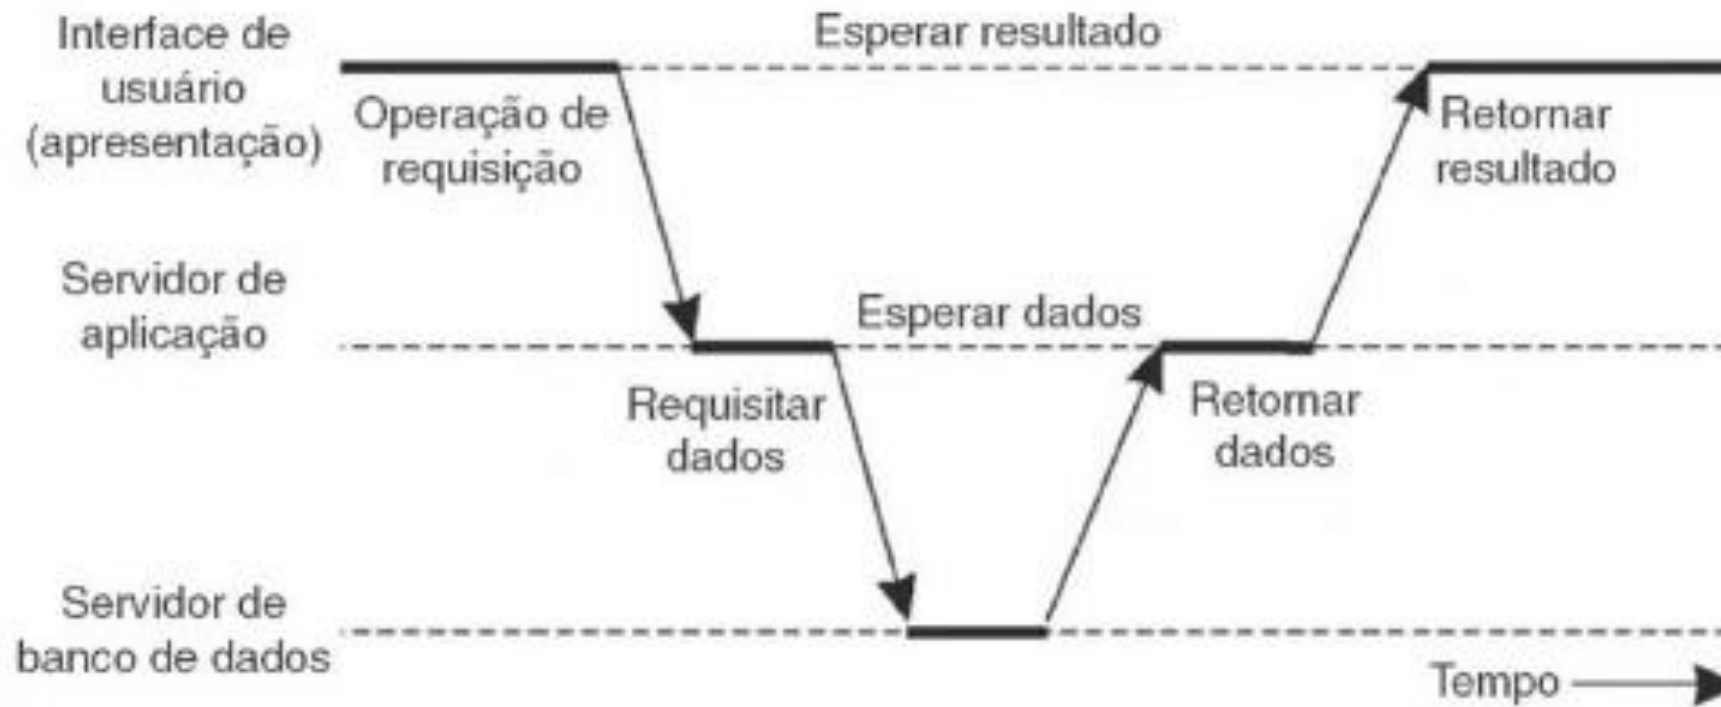 Interface de
usuário
(apresentação)
Esperar resultado
Operação de
requisição
Retornar
resultado
Servidor de
aplicação
Esperar dados
Requisitar
dados
Retornar
dados
Servidor de
banco de dados
Tempo